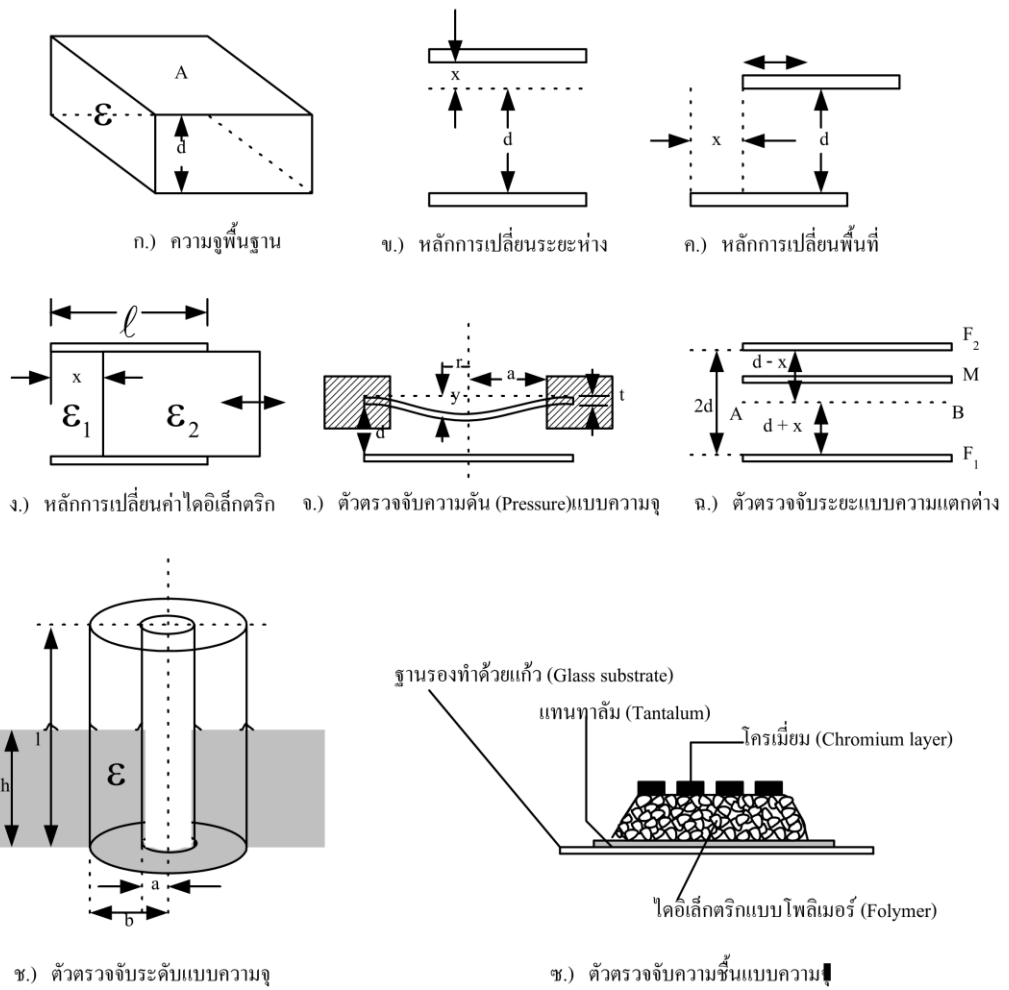 A
ε
d
ก.) ความจูพื้นฐาน
x
d
ข.) หลักการเปลี่ยนระยะห่าง
x
d
ค.) หลักการเปลี่ยนพื้นที่
ℓ
x
ε1
ε2
ง.) หลักการเปลี่ยนค่าไดอิเล็กตริก
r
a
y
t
d
จ.) ตัวตรวจจับความดัน (Pressure)แบบความจุ
F2
d - x
M
2d
A
B
d + x
F1
ฉ.) ตัวตรวจจับระยะแบบความแตกต่าง
l
h
ε
a
b
ช.) ตัวตรวจจับระดับแบบความจุ
ฐานรองทำด้วยแก้ว (Glass substrate)
แทนทาลัม (Tantalum)
โครเมี่ยม (Chromium layer)
ไดอิเล็กตริกแบบโพลิเมอร์ (Folymer)
ซ.) ตัวตรวจจับความชื้นแบบความจุ